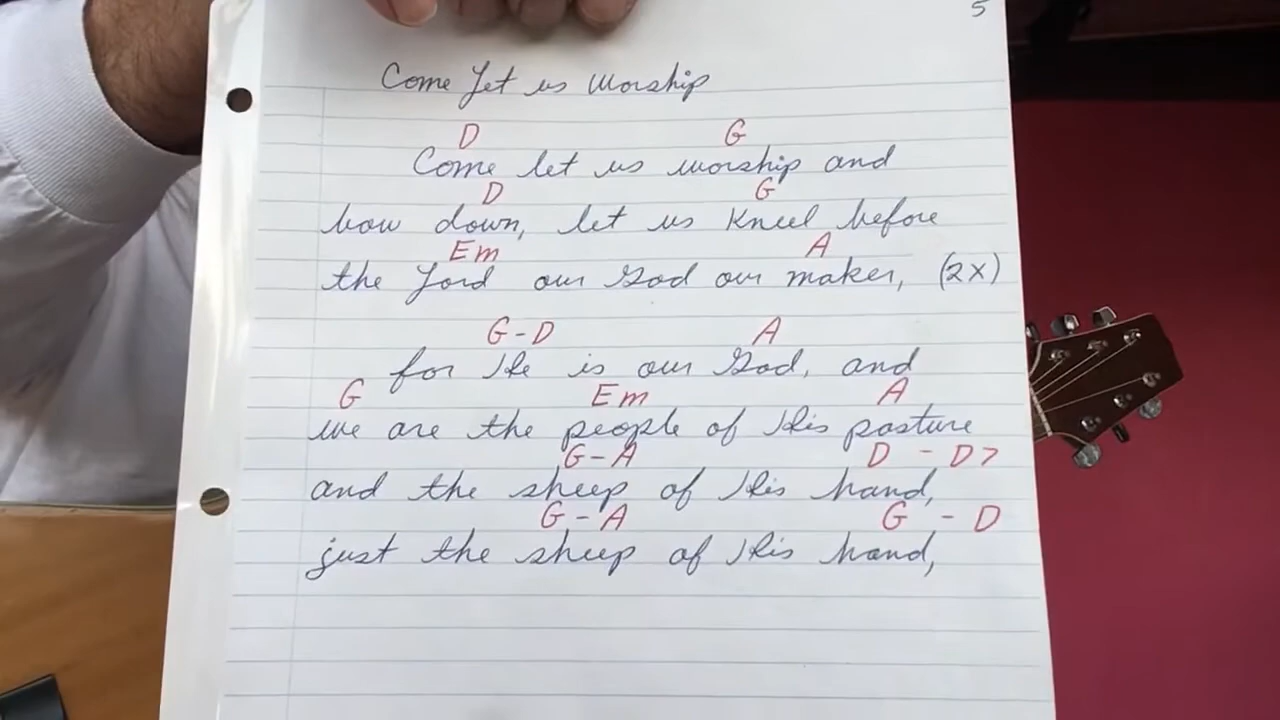 5
Come Let us Worship
D G
Come let us worship and
D G
bow down, let us Kneel before
Em A
the Lord our God our maker, (2x)
G-D A
for He is our God, and
G Em A
we are the people of His pasture
G-A D - D7
and the sheep of His hand,
G-A G - D
just the sheep of His hand,